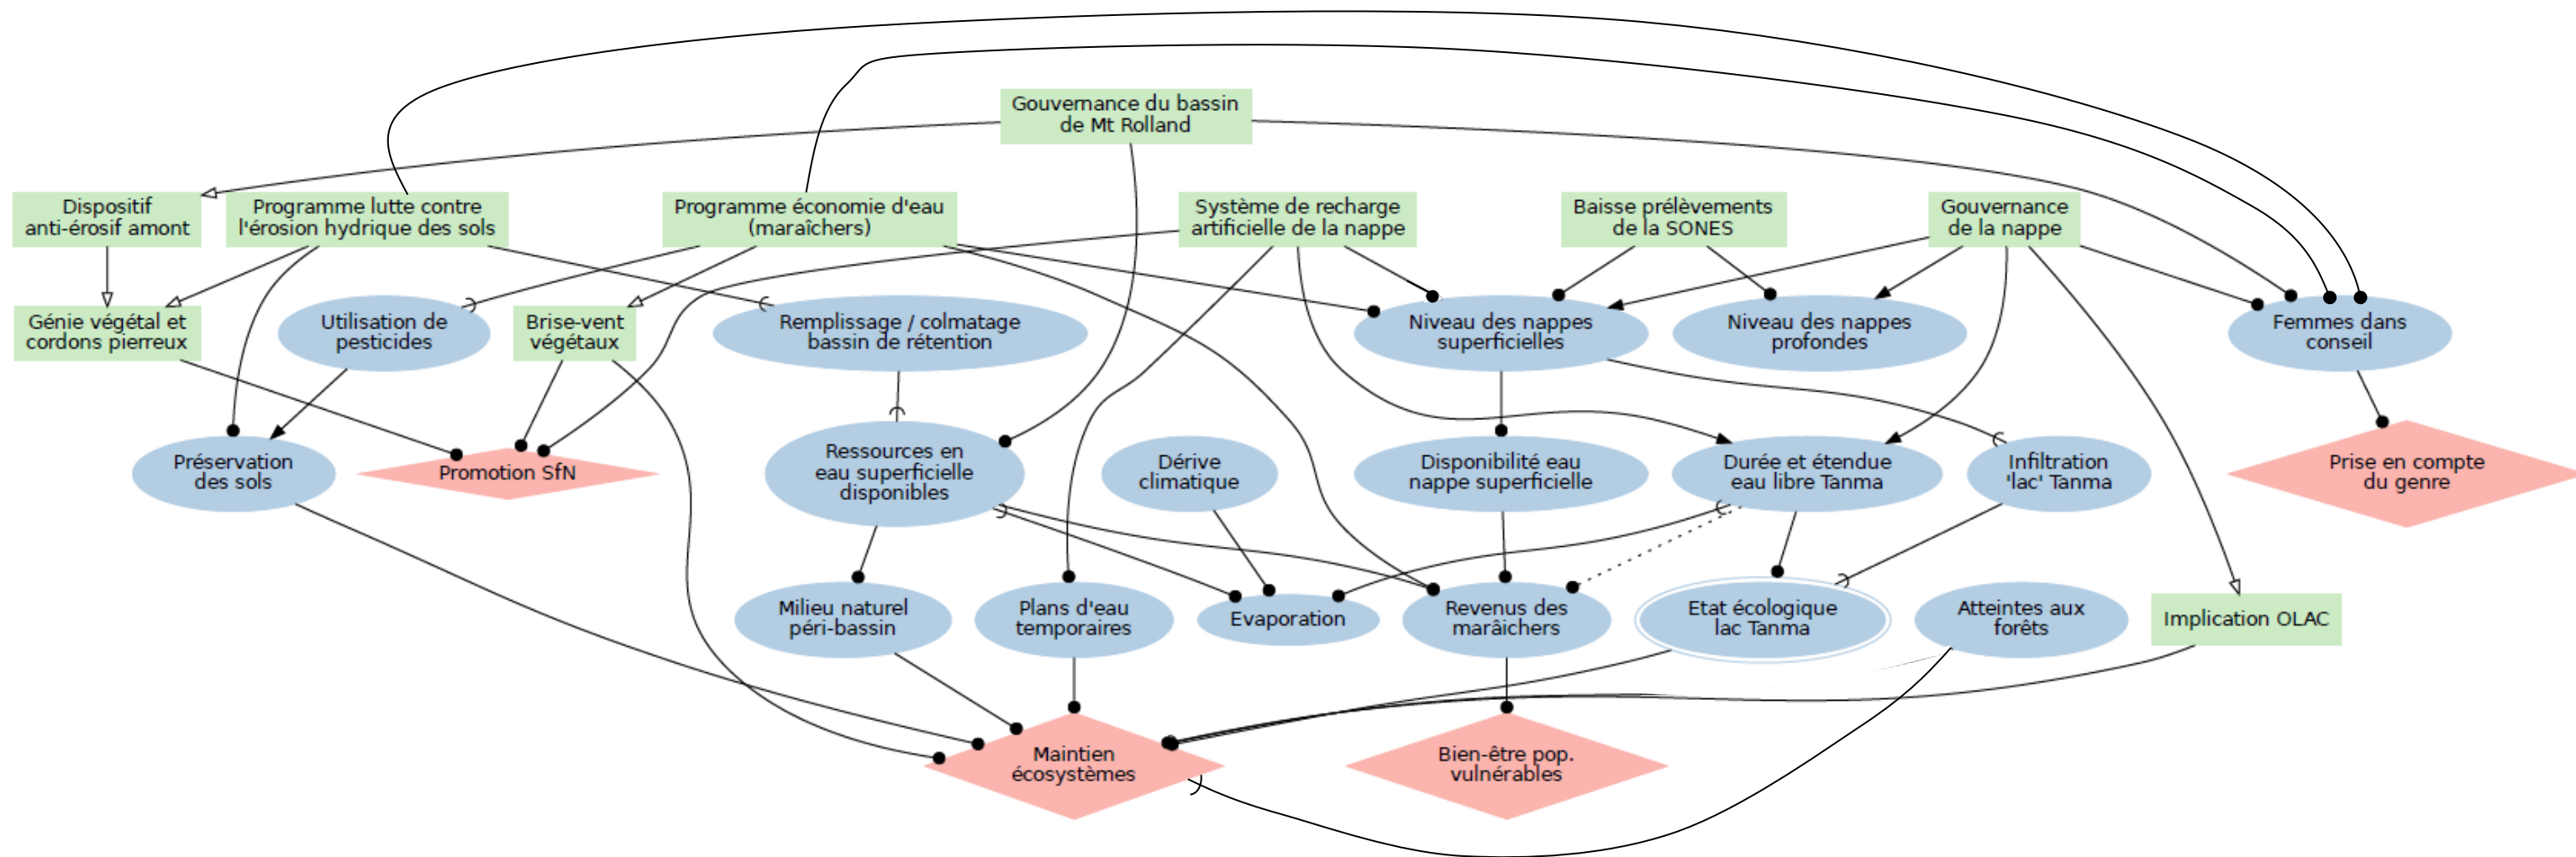 Gouvernance du bassin
de Mt Rolland
Dispositif
anti-érosif amont
Programme lutte contre
l'érosion hydrique des sols
Programme économie d'eau
(maraîchers)
Système de recharge
artificielle de la nappe
Baisse prélèvements
de la SONES
Gouvernance
de la nappe
Génie végétal et
cordons pierreux
Utilisation de
pesticides
Brise-vent
végétaux
Remplissage / colmatage
bassin de rétention
Niveau des nappes
superficielles
Niveau des nappes
profondes
Femmes dans
conseil
Préservation
des sols
Promotion SfN
Ressources en
eau superficielle
disponibles
Dérive
climatique
Disponibilité eau
nappe superficielle
Durée et étendue
eau libre Tanma
Infiltration
'lac' Tanma
Prise en compte
du genre
Milieu naturel
péri-bassin
Plans d'eau
temporaires
Evaporation
Revenus des
marâichers
Etat écologique
lac Tanma
Atteintes aux
forêts
Implication OLAC
Maintien
écosystèmes
Bien-être pop.
vulnérables